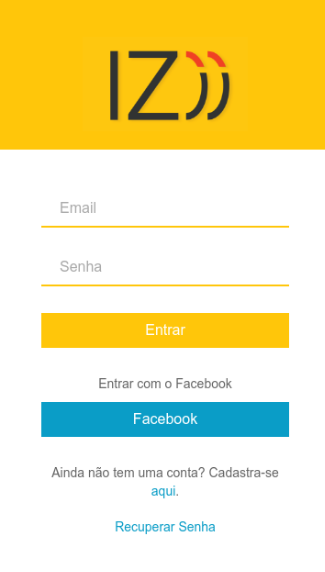 IZ
Email
Senha
Entrar
Entrar com o Facebook
Facebook
Ainda não tem uma conta? Cadastra-se
aqui.
Recuperar Senha